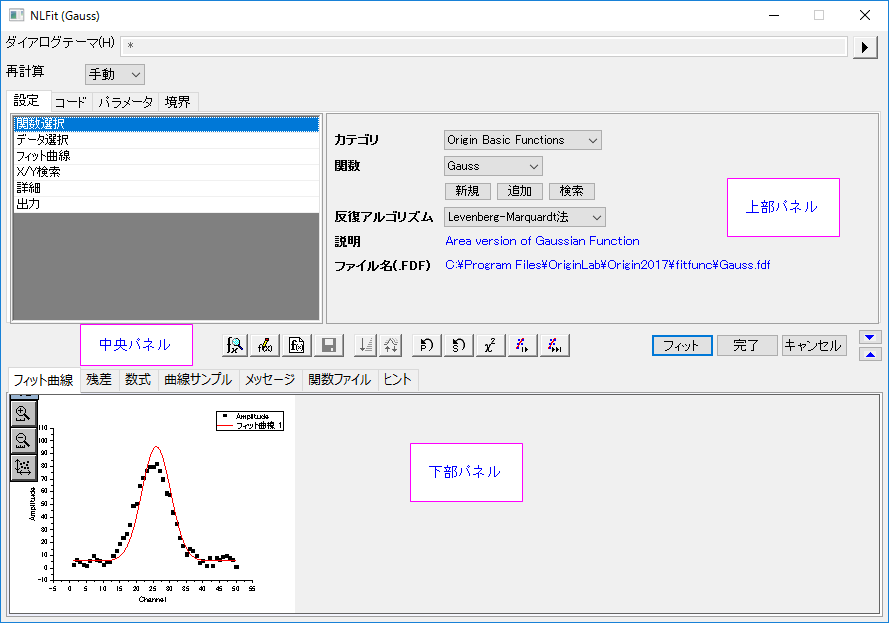 NLFit (Gauss)
ダイアログテーマ(H) *
再計算 手動
設定 コード パラメータ 境界
関数選択
データ選択
フィット曲線
X/Y検索
詳細
出力
カテゴリ Origin Basic Functions
関数 Gauss
新規 追加 検索
反復アルゴリズム Levenberg-Marquardt法
説明 Area version of Gaussian Function
ファイル名(.FDF) C:¥Program Files¥OriginLab¥Origin2017¥fitfunc¥Gauss.fdf
上部パネル
中央パネル
フィット 完了 キャンセル
フィット曲線 残差 数式 曲線サンプル メッセージ 関数ファイル ヒント
Amplitude
フィット曲線 1
110
100
90
80
70
60
50
40
30
20
10
0
-10
Amplitude
-5 0 5 10 15 20 25 30 35 40 45 50 55
Channel
下部パネル